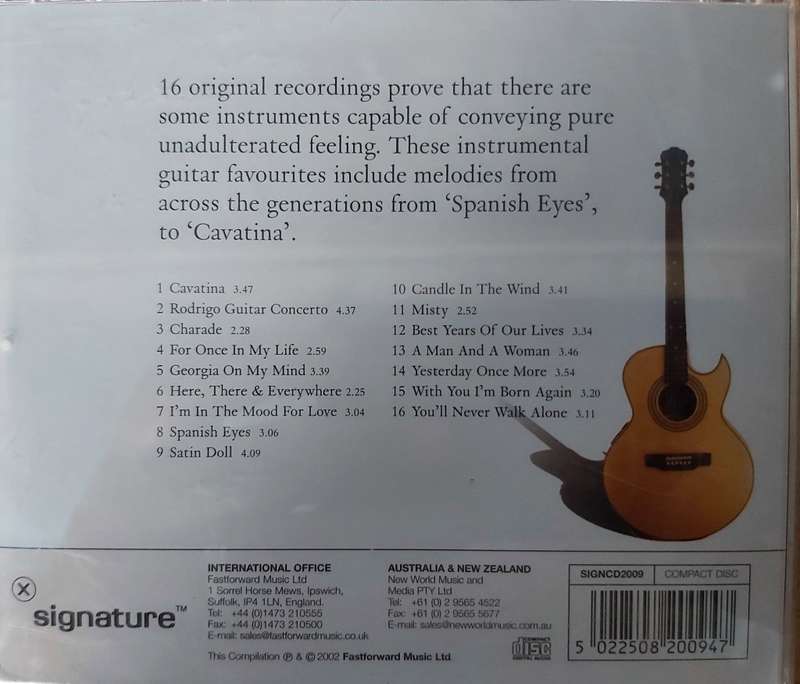 16 original recordings prove that there are
some instruments capable of conveying pure
unadulterated feeling. These instrumental
guitar favourites include melodies from
across the generations from ‘Spanish Eyes’,
to ‘Cavatina’.
1 Cavatina 3.47
2 Rodrigo Guitar Concerto 4.37
3 Charade 2.28
4 For Once In My Life 2.59
5 Georgia On My Mind 3.39
6 Here, There & Everywhere 2.25
7 I’m In The Mood For Love 3.04
8 Spanish Eyes 3.06
9 Satin Doll 4.09
10 Candle In The Wind 3.41
11 Misty 2.52
12 Best Years Of Our Lives 3.34
13 A Man And A Woman 3.46
14 Yesterday Once More 3.54
15 With You I’m Born Again 3.20
16 You’ll Never Walk Alone 3.11
signature™
INTERNATIONAL OFFICE
Fastforward Music Ltd
1 Sorrel Horse Mews, Ipswich,
Suffolk, IP4 1LN, England.
Tel: +44 (0)1473 210555
Fax: +44 (0)1473 210500
E-mail: sales@fastforwardmusic.co.uk
This Compilation ℗ & © 2002 Fastforward Music Ltd
AUSTRALIA & NEW ZEALAND
New World Music and
Media PTY Ltd
Tel: +61 (0) 2 9565 4522
Fax: +61 (0) 2 9565 5677
E-mail: sales@newworldmusic.com.au
COMPACT
disc
DIGITAL AUDIO
SIGNCD2009 COMPACT DISC
5 022508 200947